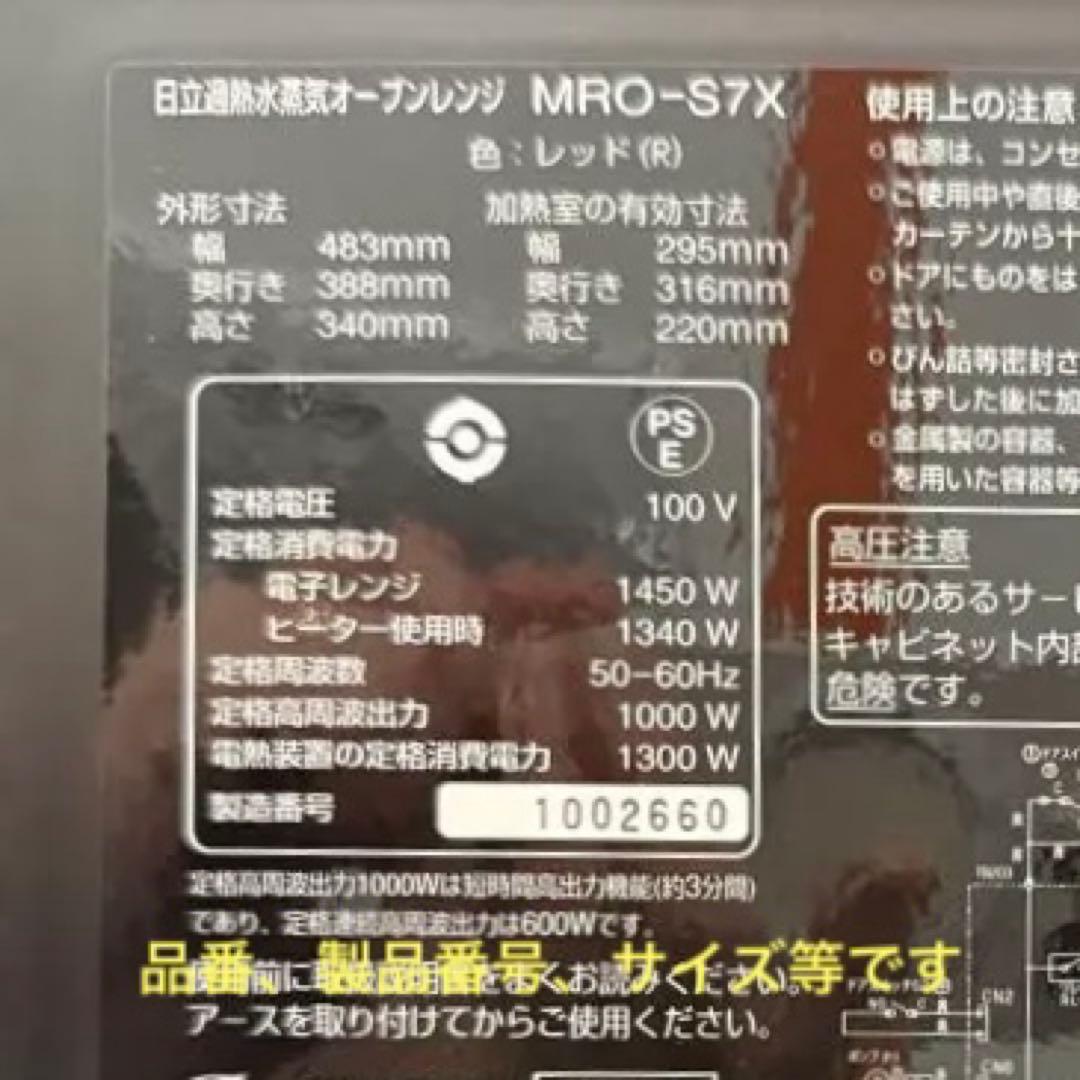 日立過熱水蒸気オーブンレンジ MRO-S7X
色：レッド(R)
外形寸法
幅 483mm
奥行き 388mm
高さ 340mm
加熱室の有効寸法
幅 295mm
奥行き 316mm
高さ 220mm
PS
E
定格電圧 100 V
定格消費電力
電子レンジ 1450 W
ヒーター使用時 1340 W
定格周波数 50-60Hz
定格高周波出力 1000 W
電熱装置の定格消費電力 1300 W
製造番号 1002660
定格高周波出力1000Wは短時間高出力機能(約3分間)
であり、定格連続高周波出力は600Wです。
品番、製品番号、サイズ等です
お読みください。
アースを取り付けてからご使用ください。
使用上の注意
電源は、コンセ
ご使用中や直後
カーテンから十
ドアにものをは
さい。
びん詰等密封さ
はずした後に加
金属製の容器、
を用いた容器等
高圧注意
技術のあるサー
キャビネット内部
危険です。
CN2